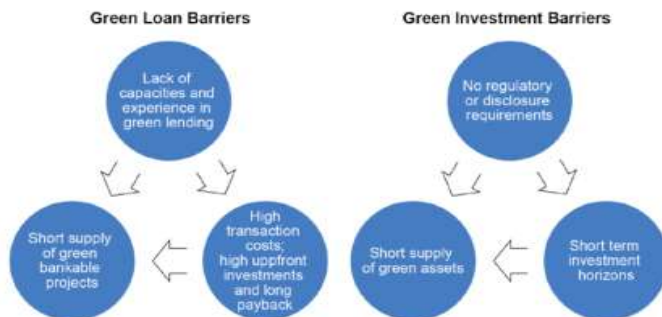 Green Loan Barriers
Green Investment Barriers
Lack of
capacities and
experience in
green lending
No regulatory
or disclosure
requirements
Short supply
of green
bankable
projects
High
transaction
costs;
high uppfront
investments
and long
payback
Short supply
of green assets
Short term
investment
horizons